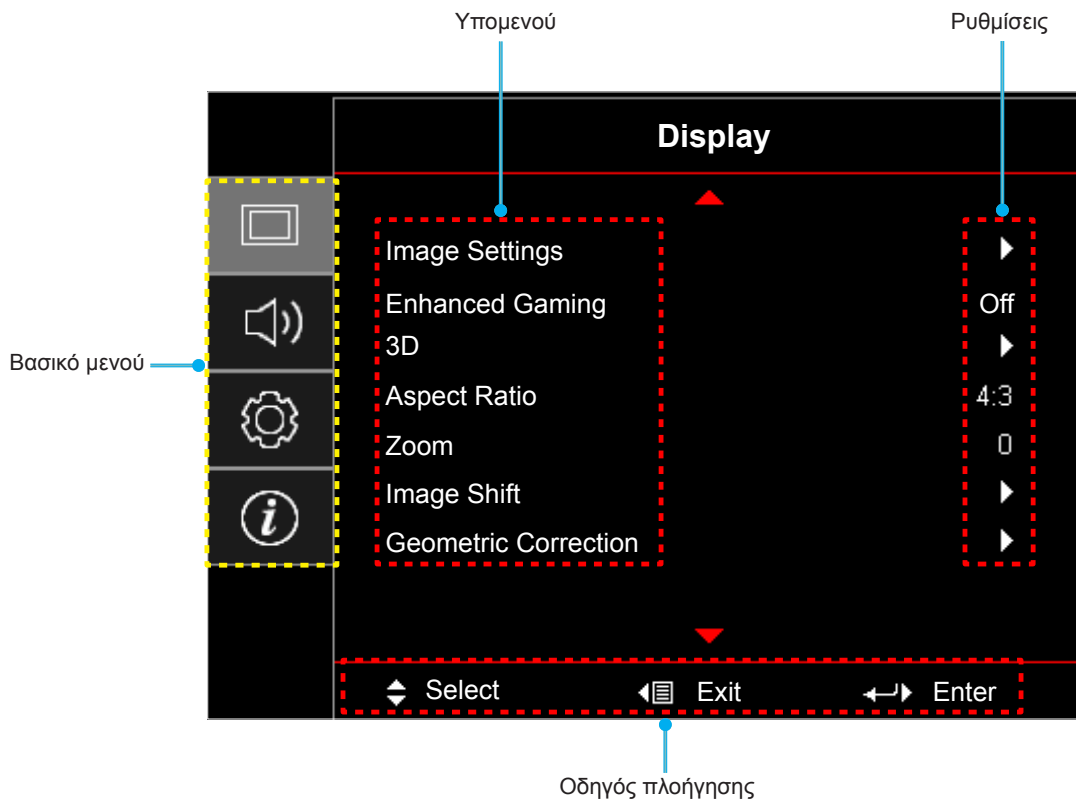 Υπομενού Ρυθμίσεις
Display
Image Settings
Enhanced Gaming Off
3D
Βασικό μενού
Aspect Ratio 4:3
Zoom 0
Image Shift
Geometric Correction
Select Exit Enter
Οδηγός πλοήγησης